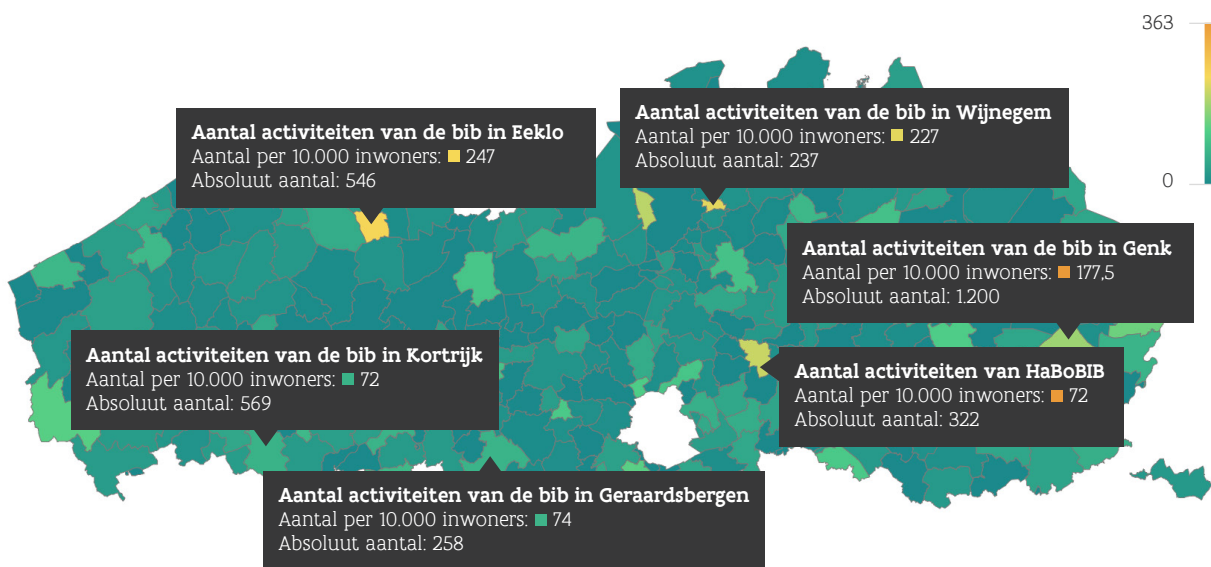 363
0
Aantal activiteiten van de bib in Eeklo
Aantal per 10.000 inwoners: 247
Absoluut aantal: 546
Aantal activiteiten van de bib in Wijnegem
Aantal per 10.000 inwoners: 227
Absoluut aantal: 237
Aantal activiteiten van de bib in Genk
Aantal per 10.000 inwoners: 177,5
Absoluut aantal: 1.200
Aantal activiteiten van de bib in Kortrijk
Aantal per 10.000 inwoners: 72
Absoluut aantal: 569
Aantal activiteiten van HaBoBIB
Aantal per 10.000 inwoners: 72
Absoluut aantal: 322
Aantal activiteiten van de bib in Geraardsbergen
Aantal per 10.000 inwoners: 74
Absoluut aantal: 258